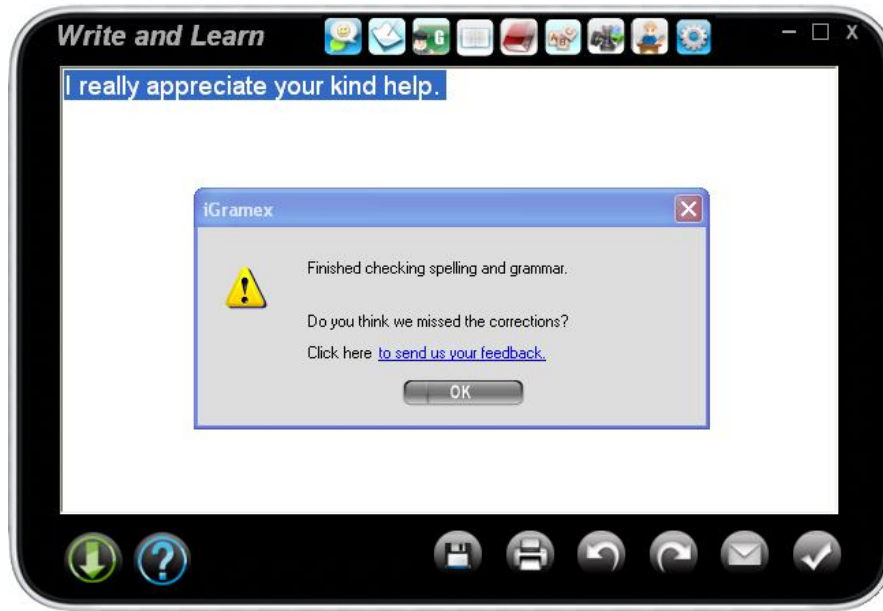 Write and Learn
I really appreciate your kind help.
iGramex
Finished checking spelling and grammar.
Do you think we missed the corrections?
Click here to send us your feedback.
OK